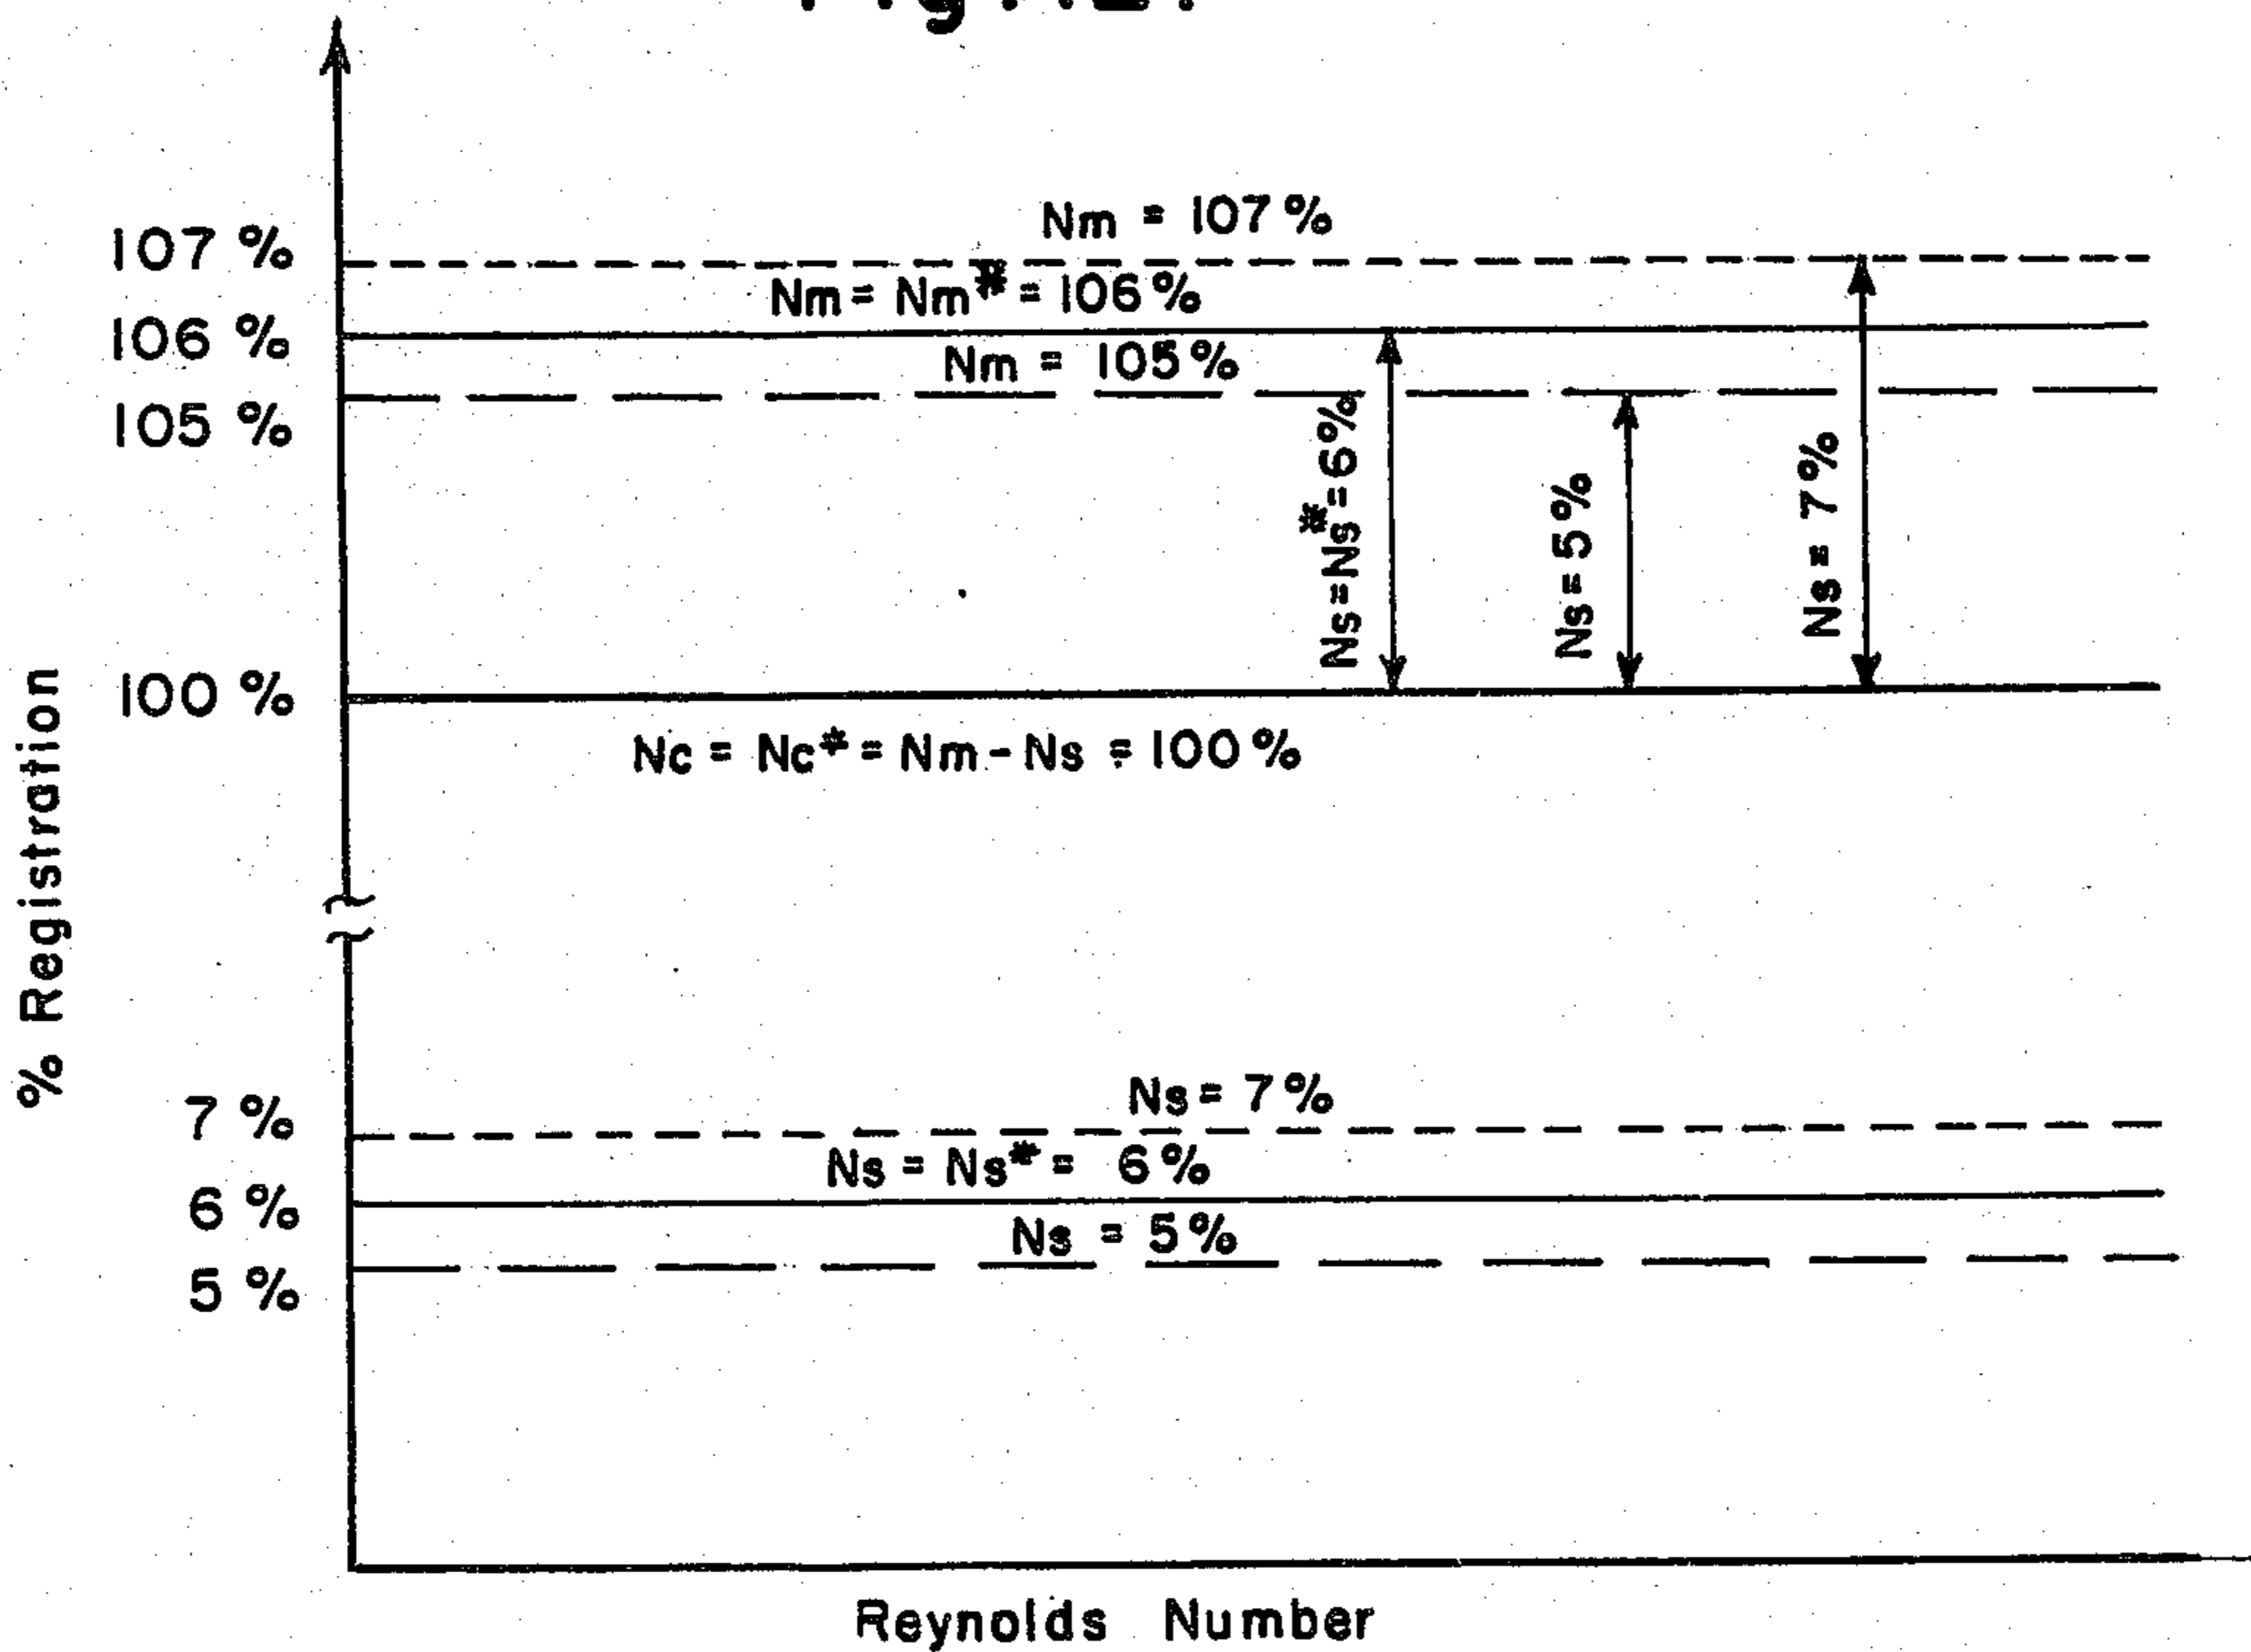 Nm = 107%
107%
Nm = Nm* = 106%
106%
Nm = 105%
105%
Ns=Ns*=6%
Ns=5%
Ns= 7%
100%
Nc = Nc* = Nm-Ns = 100%
% Registration
Ns= 7%
7%
Ns = Ns* = 6%
6%
Ns = 5%
5%
Reynolds Number